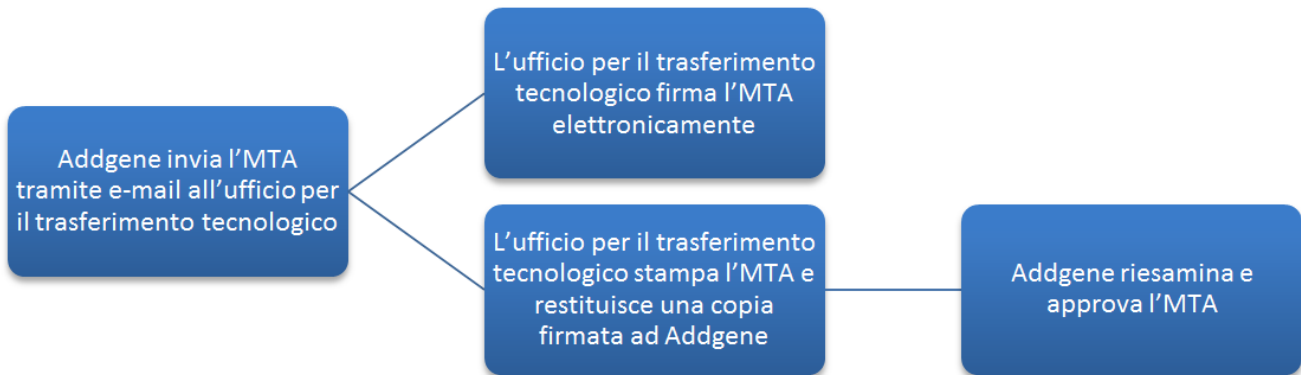 Addgene invia l’MTA
tramite e-mail all’ufficio per
il trasferimento tecnologico
L’ufficio per il trasferimento
tecnologico firma l’MTA
elettronicamente
L’ufficio per il trasferimento
tecnologico stampa l’MTA e
restituisce una copia
firmata ad Addgene
Addgene riesamina e
approva l’MTA